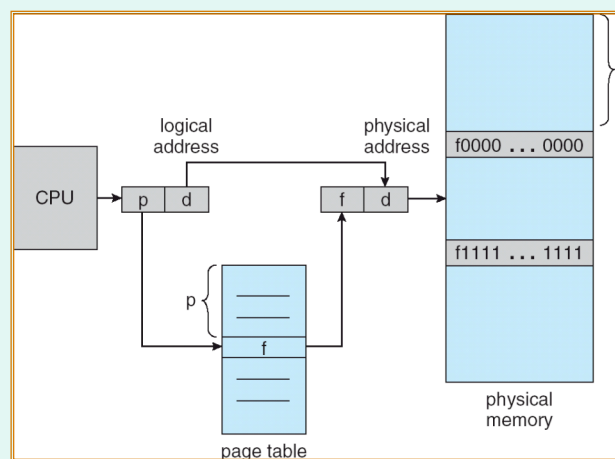 logical
address
physical
address
CPU
p
d
f
d
f0000 ... 0000
f1111 ... 1111
p
f
page table
physical
memory